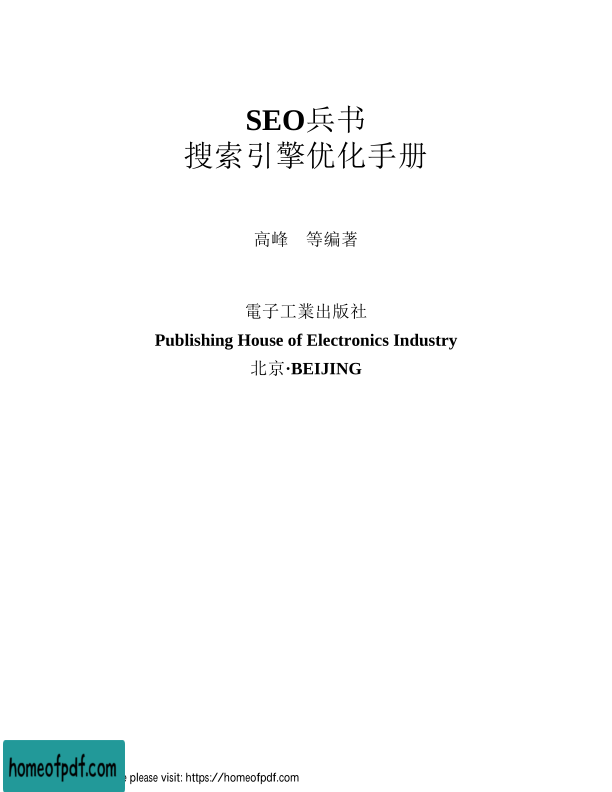 SEO兵书
搜索引擎优化手册
高峰　等编著
電子工業出版社
Publishing House of Electronics Industry
北京·BEIJING
homeofpdf.com
please visit: https://homeofpdf.com